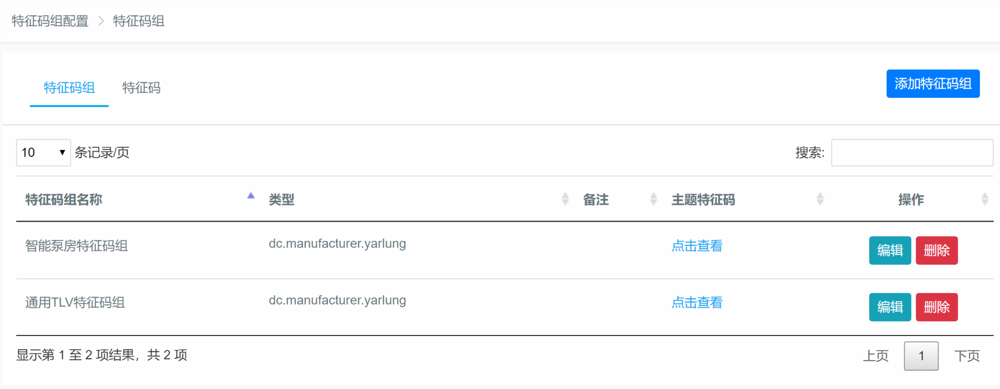 特征码组配置 > 特征码组
特征码组 特征码 添加特征码组
10 条记录/页 搜索:
特征码组名称 类型 备注 主题特征码 操作
智能泵房特征码组 dc.manufacturer.yarlung 点击查看 编辑 删除
通用TLV特征码组 dc.manufacturer.yarlung 点击查看 编辑 删除
显示第 1 至 2 项结果，共 2 项 上页 1 下页